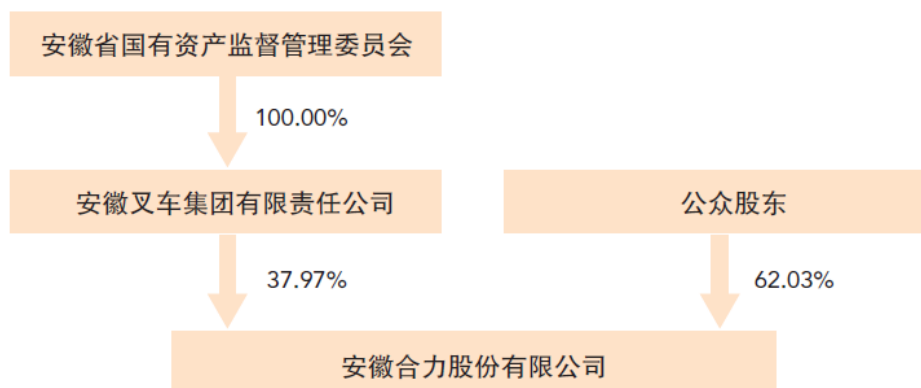 安徽省国有资产监督管理委员会
100.00%
安徽叉车集团有限责任公司
公众股东
37.97%
62.03%
安徽合力股份有限公司